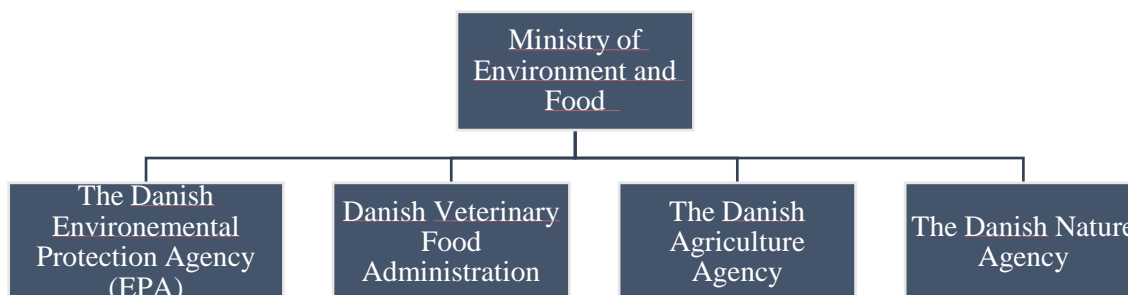 Ministry of
Environment and
Food
The Danish
Environemental
Protection Agency
(EPA)
Danish Veterinary
Food
Administration
The Danish
Agriculture
Agency
The Danish Nature
Agency